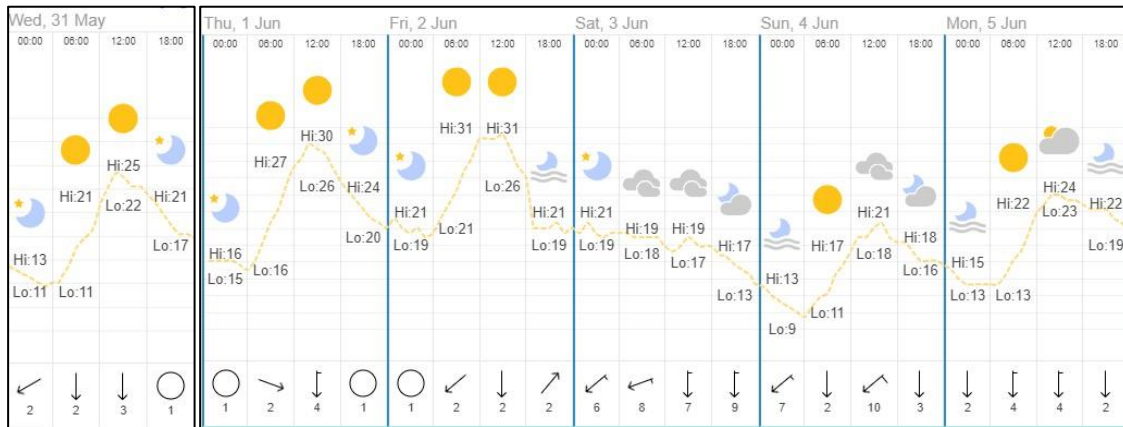 Wed, 31 May
00:00 06:00 12:00 18:00
Hi:13 Hi:21 Hi:25 Hi:21
Lo:11 Lo:11 Lo:22 Lo:17
2 2 3 1
Thu, 1 Jun
00:00 06:00 12:00 18:00
Hi:16 Hi:27 Hi:30 Hi:24
Lo:15 Lo:16 Lo:26 Lo:20
1 2 4 1
Fri, 2 Jun
00:00 06:00 12:00 18:00
Hi:21 Hi:31 Hi:31 Hi:21
Lo:19 Lo:21 Lo:26 Lo:19
1 2 2 2
Sat, 3 Jun
00:00 06:00 12:00 18:00
Hi:21 Hi:19 Hi:19 Hi:17
Lo:19 Lo:18 Lo:17 Lo:13
6 8 7 9
Sun, 4 Jun
00:00 06:00 12:00 18:00
Hi:13 Hi:17 Hi:21 Hi:18
Lo:9 Lo:11 Lo:18 Lo:16
7 2 10 3
Mon, 5 Jun
00:00 06:00 12:00 18:00
Hi:15 Hi:22 Hi:24 Hi:22
Lo:13 Lo:13 Lo:23 Lo:19
2 4 4 2